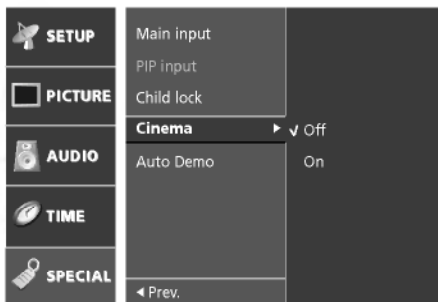 SETUP
PICTURE
AUDIO
TIME
SPECIAL
Main input
PIP input
Child lock
Cinema ▶
Auto Demo
◀ Prev.
✓ Off
On